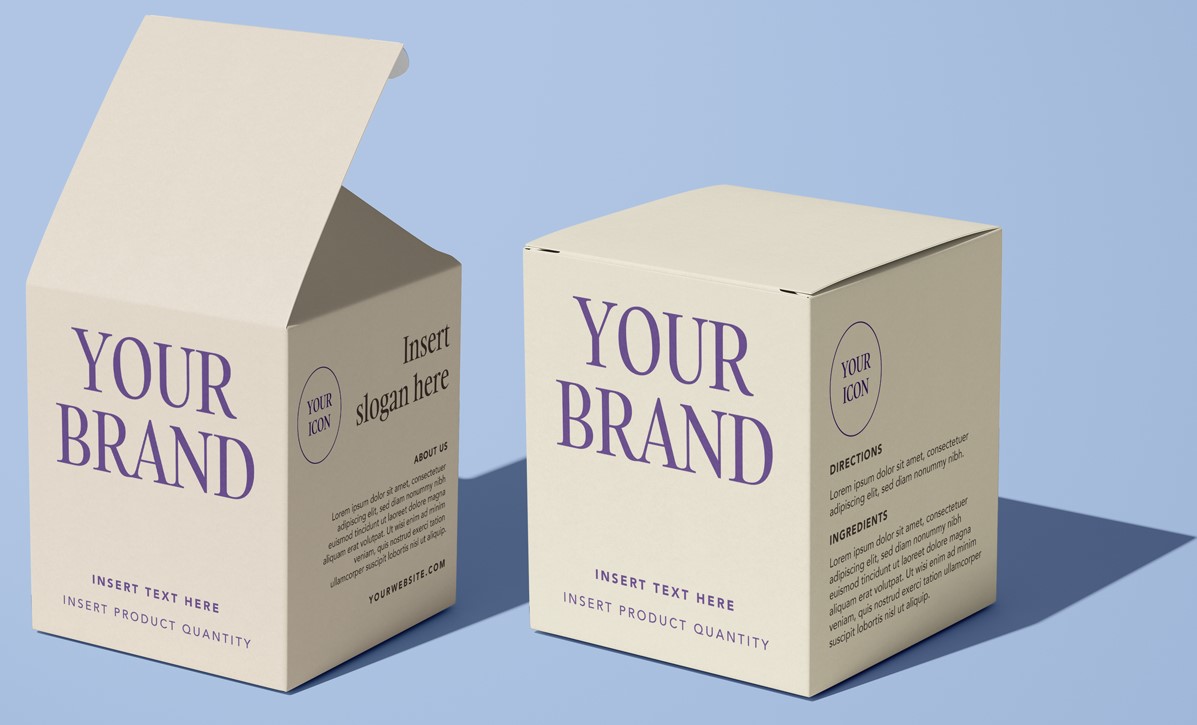 YOUR
BRAND
INSERT TEXT HERE
INSERT PRODUCT QUANTITY
YOUR
ICON
Insert
slogan here
ABOUT US
Lorem ipsum dolor sit amet, consectetuer
adipiscing elit, sed diam nonummy nibh
euismod tincidunt ut laoreet dolore magna
aliquam erat volutpat. Ut wisi enim ad minim
veniam, quis nostrud exerci tation
ullamcorper suscipit lobortis nisl ut aliquip.
YOURWEBSITE.COM
YOUR
BRAND
INSERT TEXT HERE
INSERT PRODUCT QUANTITY
YOUR
ICON
DIRECTIONS
Lorem ipsum dolor sit amet, consectetuer
adipiscing elit, sed diam nonummy nibh.
INGREDIENTS
Lorem ipsum dolor sit amet, consectetuer
adipiscing elit, sed diam nonummy nibh
euismod tincidunt ut laoreet dolore magna
aliquam erat volutpat. Ut wisi enim ad minim
veniam, quis nostrud exerci tation ullamcorper
suscipit lobortis nisl ut aliquip.